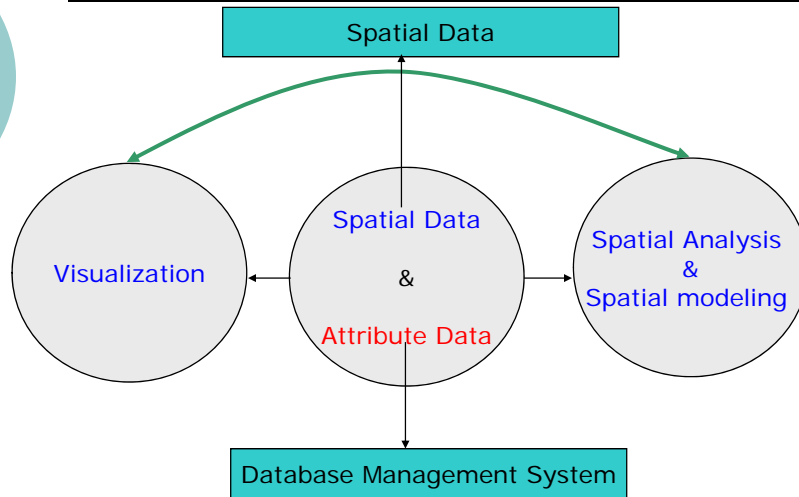 Spatial Data
Visualization
Spatial Data
&
Attribute Data
Spatial Analysis
&
Spatial modeling
Database Management System